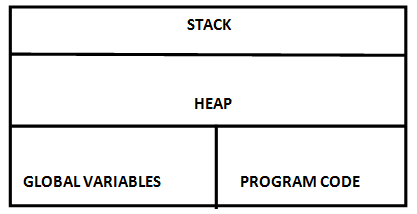 STACK
HEAP
GLOBAL VARIABLES
PROGRAM CODE